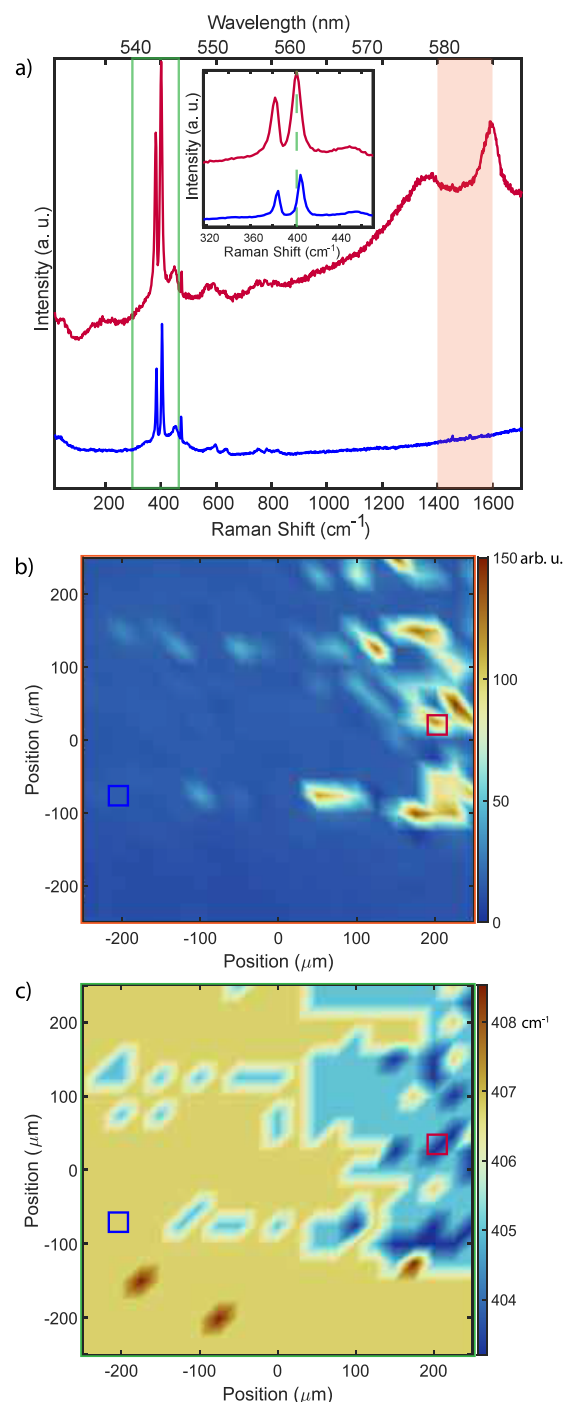 Wavelength (nm)
540 550 560 570 580
a)
Intensity (a. u.)
Intensity (a. u.)
320 360 400 440
Raman Shift (cm-1)
200 400 600 800 1000 1200 1400 1600
Raman Shift (cm-1)
b)
150 arb. u.
200
100
0
-100
-200
100
50
0
Position (μm)
-200 -100 0 100 200
Position (μm)
c)
408 cm-1
407
406
405
404
200
100
0
-100
-200
Position (μm)
-200 -100 0 100 200
Position (μm)